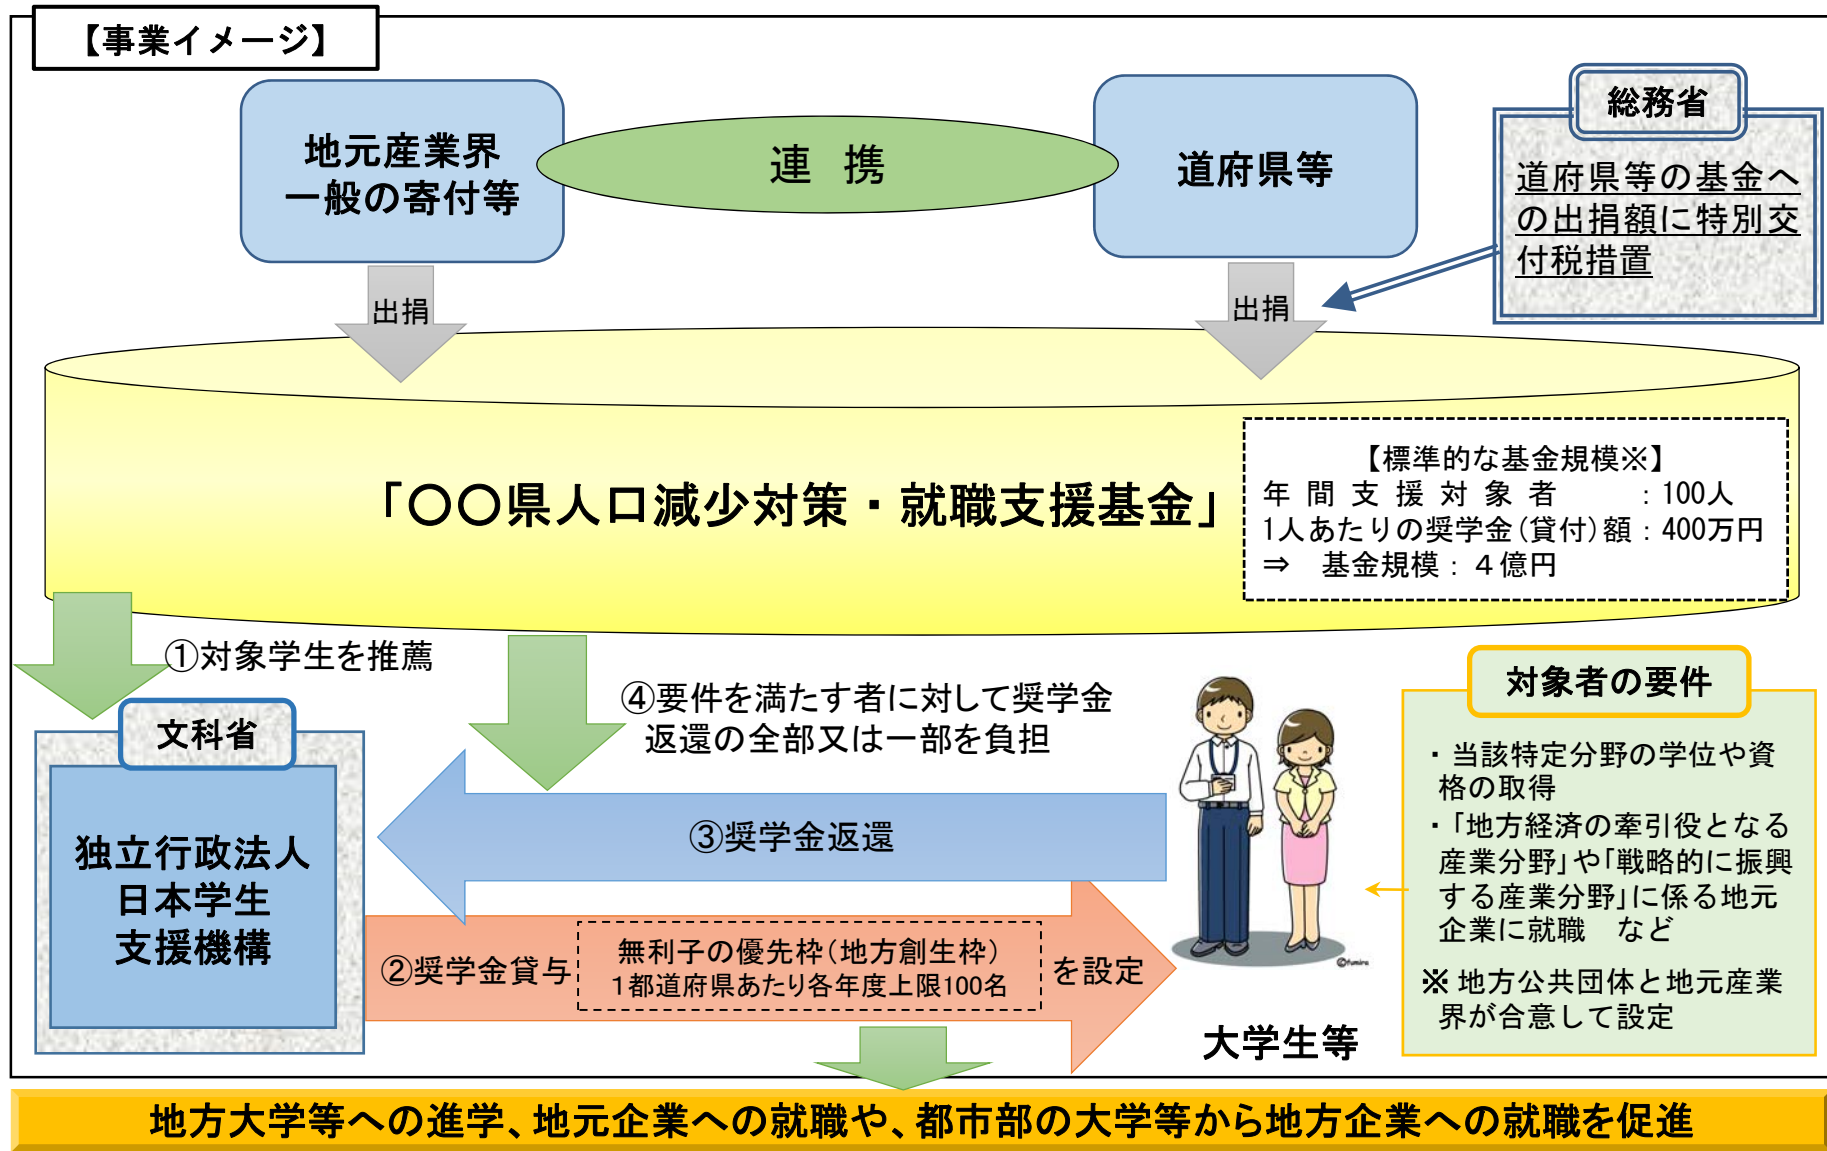 【事業イメージ】
地元産業界
一般の寄付等
連 携
道府県等
総務省
道府県等の基金へ
の出捐額に特別交
付税措置
出捐
出捐
「〇〇県人口減少対策・就職支援基金」
【標準的な基金規模※】
年間支援対象者 ：100人
1人あたりの奨学金(貸付)額：400万円
⇒ 基金規模：４億円
①対象学生を推薦
④要件を満たす者に対して奨学金
返還の全部又は一部を負担
文科省
独立行政法人
日本学生
支援機構
③奨学金返還
②奨学金貸与
無利子の優先枠(地方創生枠)
1都道府県あたり各年度上限100名
を設定
©fumira
大学生等
対象者の要件
・当該特定分野の学位や資
格の取得
・「地方経済の牽引役となる
産業分野」や「戦略的に振興
する産業分野」に係る地元
企業に就職 など
※ 地方公共団体と地元産業
界が合意して設定
地方大学等への進学、地元企業への就職や、都市部の大学等から地方企業への就職を促進